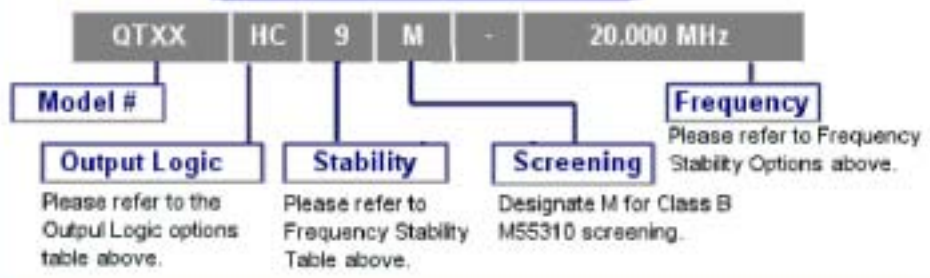 QTXX HC 9 M - 20.000 MHz
Model #
Frequency
Please refer to Frequency
Stability Options above.
Output Logic
Please refer to the
Outpul Logic options
table above.
Stability
Please refer to
Frequency Stability
Table above.
Screening
Designate M for Class B
M55310 screening.